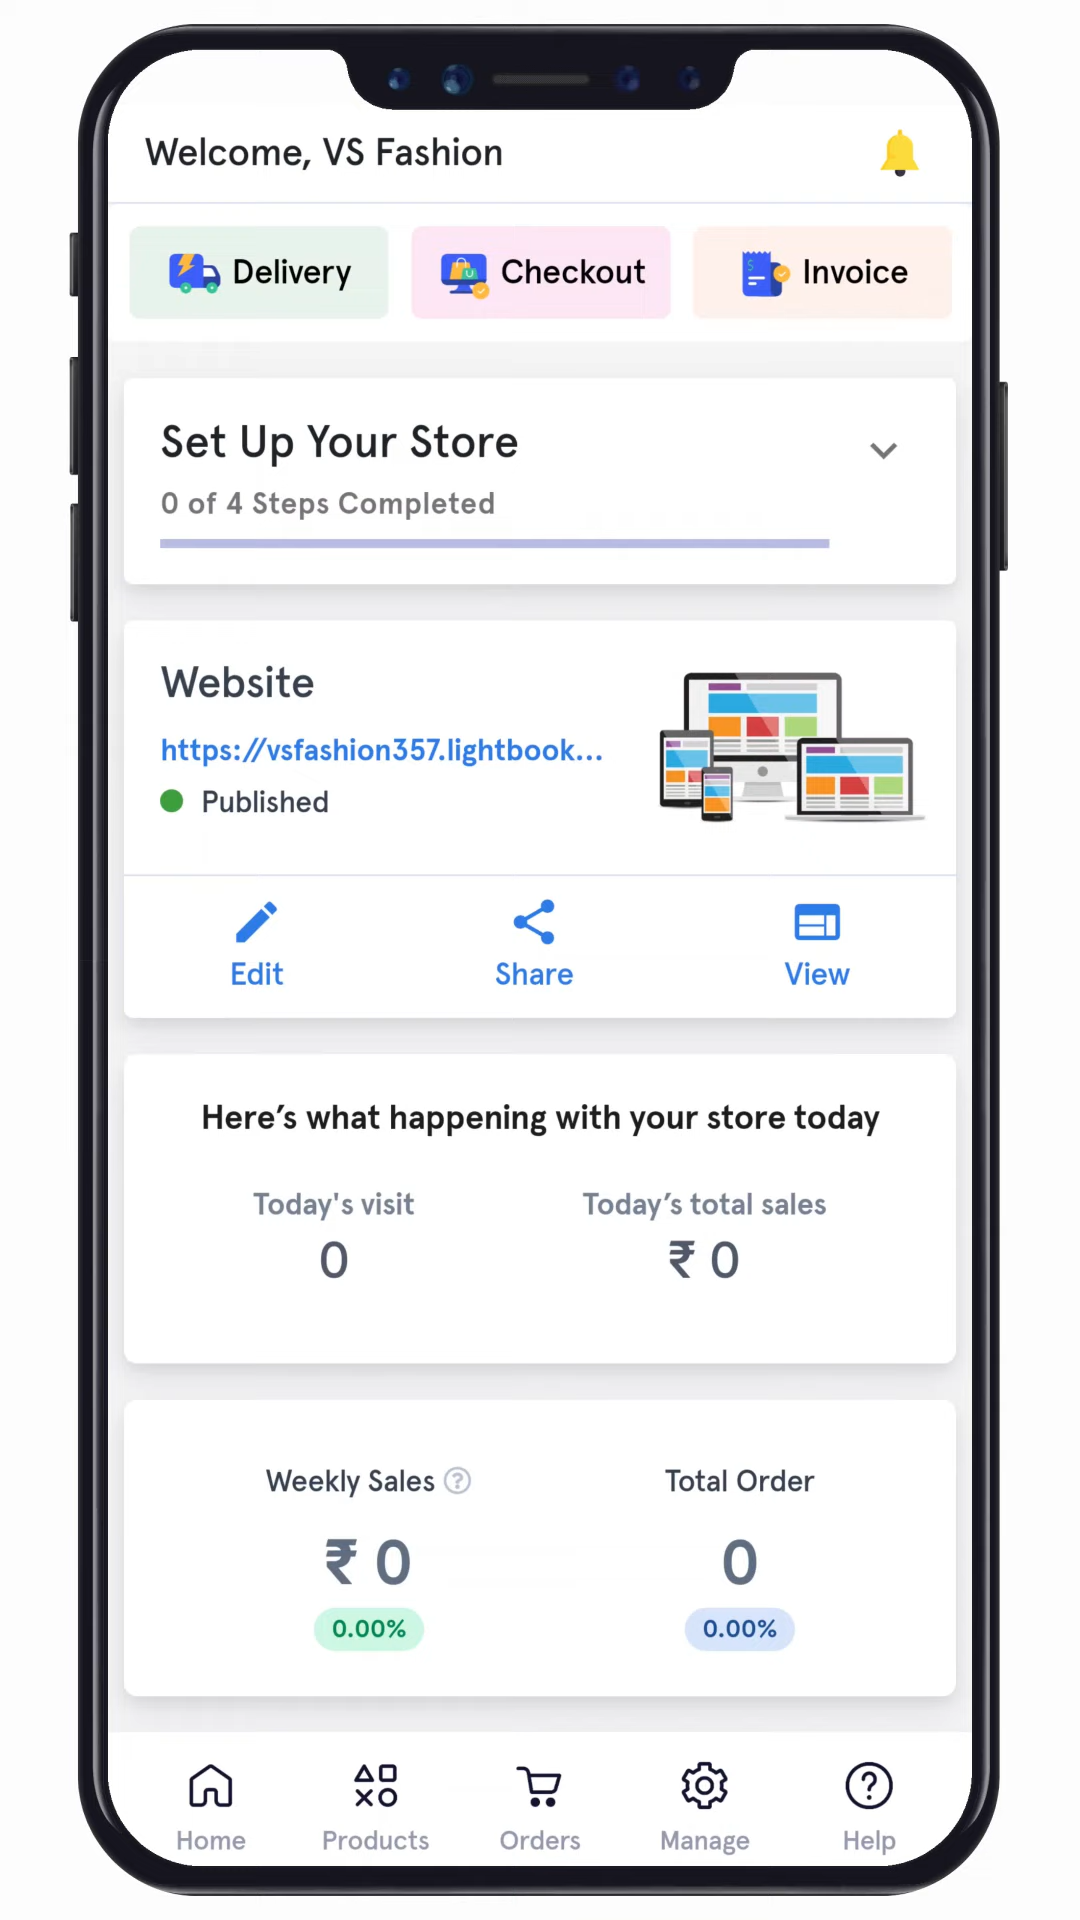 Welcome, VS Fashion
Delivery
Checkout
Invoice
Set Up Your Store
0 of 4 Steps Completed
Website
https://vsfashion357.lightbook...
Published
Edit
Share
View
Here’s what happening with your store today
Today's visit
Today’s total sales
0
₹ 0
Weekly Sales ?
Total Order
₹ 0
0
0.00%
0.00%
Home
Products
Orders
Manage
Help